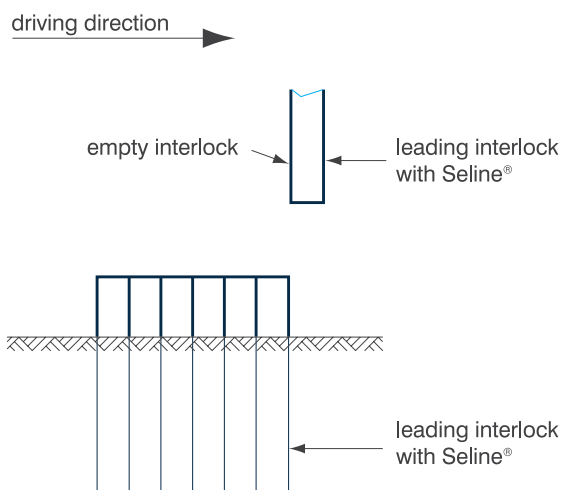 driving direction
empty interlock
leading interlock
with Seline®
leading interlock
with Seline®